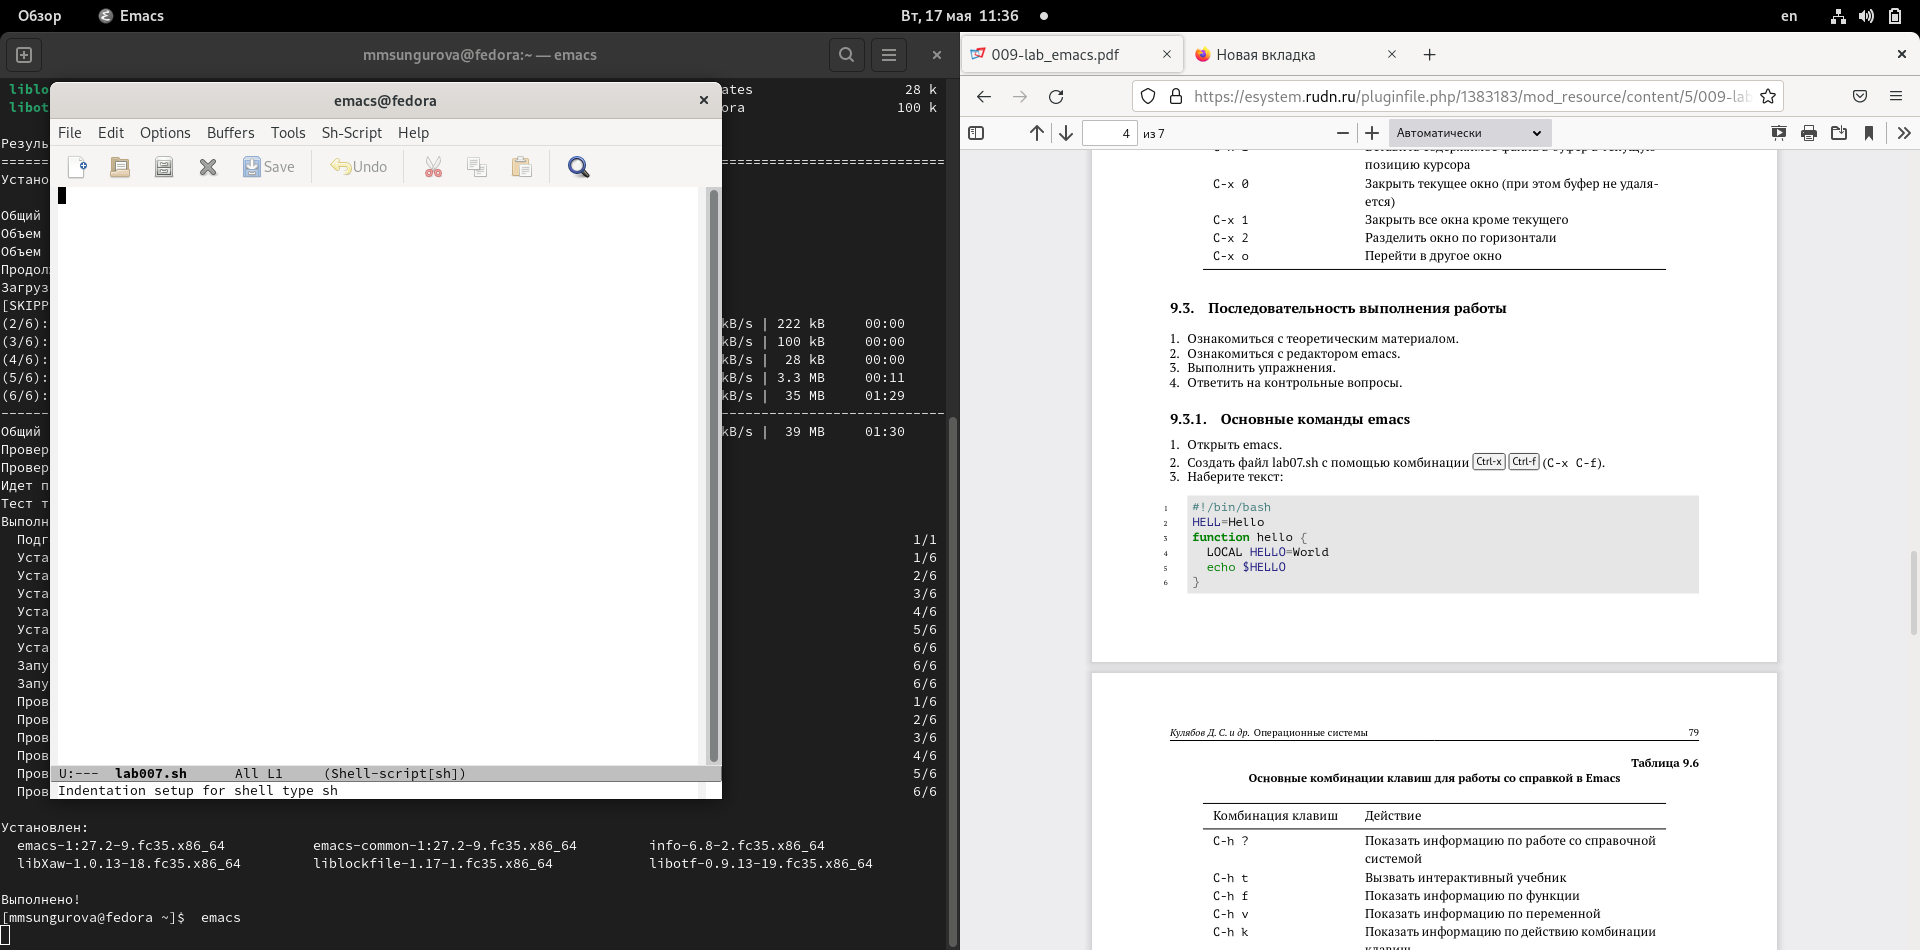 Обзор
Emacs
Вт, 17 мая 11:36
en
mmsungurova@fedora:~ — emacs
liblo ates 28 k
libot ora 100 k
Резуль
Устано
Общий
Объем
Объем
Продол
Загруз
[SKIPP
(2/6): kB/s | 222 kB 00:00
(3/6): kB/s | 100 kB 00:00
(4/6): kB/s | 28 kB 00:00
(5/6): kB/s | 3.3 MB 00:11
(6/6): kB/s | 35 MB 01:29
Общий kB/s | 39 MB 01:30
Провер
Провер
Идет п
Тест т
Выполн
Подг 1/1
Уста 1/6
Уста 2/6
Уста 3/6
Уста 4/6
Уста 5/6
Уста 6/6
Запу 6/6
Запу 6/6
Пров 1/6
Пров 2/6
Пров 3/6
Пров 4/6
Пров 5/6
Пров 6/6
Установлен:
emacs-1:27.2-9.fc35.x86_64 emacs-common-1:27.2-9.fc35.x86_64 info-6.8-2.fc35.x86_64
libXaw-1.0.13-18.fc35.x86_64 liblockfile-1.17-1.fc35.x86_64 libotf-0.9.13-19.fc35.x86_64
Выполнено!
[mmsungurova@fedora ~]$ emacs
emacs@fedora
File Edit Options Buffers Tools Sh-Script Help
Save Undo
U:--- lab007.sh All L1 (Shell-script[sh])
Indentation setup for shell type sh
009-lab_emacs.pdf
Новая вкладка
https://esystem.rudn.ru/pluginfile.php/1383183/mod_resource/content/5/009-lab
4 из 7 Автоматически
позицию курсора
C-x 0 Закрыть текущее окно (при этом буфер не удаля-
ется)
C-x 1 Закрыть все окна кроме текущего
C-x 2 Разделить окно по горизонтали
C-x o Перейти в другое окно
9.3. Последовательность выполнения работы
1. Ознакомиться с теоретическим материалом.
2. Ознакомиться с редактором emacs.
3. Выполнить упражнения.
4. Ответить на контрольные вопросы.
9.3.1. Основные команды emacs
1. Открыть emacs.
2. Создать файл lab07.sh с помощью комбинации Ctrl-x Ctrl-f (C-x C-f).
3. Наберите текст:
1 #!/bin/bash
2 HELL=Hello
3 function hello {
4 LOCAL HELLO=World
5 echo $HELLO
6 }
Кулябов Д. С. и др. Операционные системы 79
Таблица 9.6
Основные комбинации клавиш для работы со справкой в Emacs
Комбинация клавиш Действие
C-h ? Показать информацию по работе со справочной
системой
C-h t Вызвать интерактивный учебник
C-h f Показать информацию по функции
C-h v Показать информацию по переменной
C-h k Показать информацию по действию комбинации